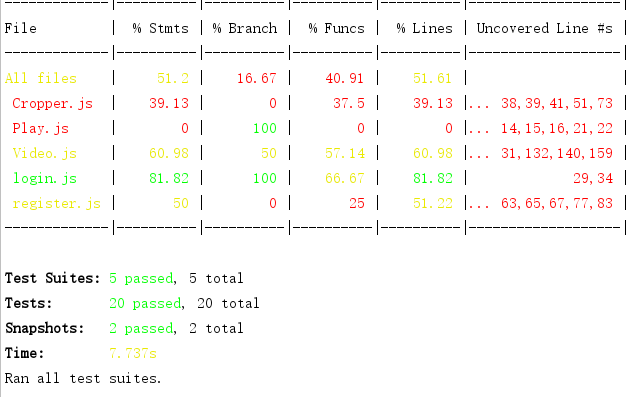 -------------|----------|----------|----------|----------|-------------------|
File         |  % Stmts | % Branch |  % Funcs |  % Lines | Uncovered Line #s |
-------------|----------|----------|----------|----------|-------------------|
All files    |     51.2 |    16.67 |    40.91 |    51.61 |                   |
 Cropper.js  |    39.13 |        0 |     37.5 |    39.13 |... 38,39,41,51,73 |
 Play.js     |        0 |      100 |        0 |        0 |... 14,15,16,21,22 |
 Video.js    |    60.98 |       50 |    57.14 |    60.98 |... 31,132,140,159 |
 login.js    |    81.82 |      100 |    66.67 |    81.82 |             29,34 |
 register.js |       50 |        0 |       25 |    51.22 |... 63,65,67,77,83 |
-------------|----------|----------|----------|----------|-------------------|
Test Suites: 5 passed, 5 total
Tests:       20 passed, 20 total
Snapshots:   2 passed, 2 total
Time:        7.737s
Ran all test suites.